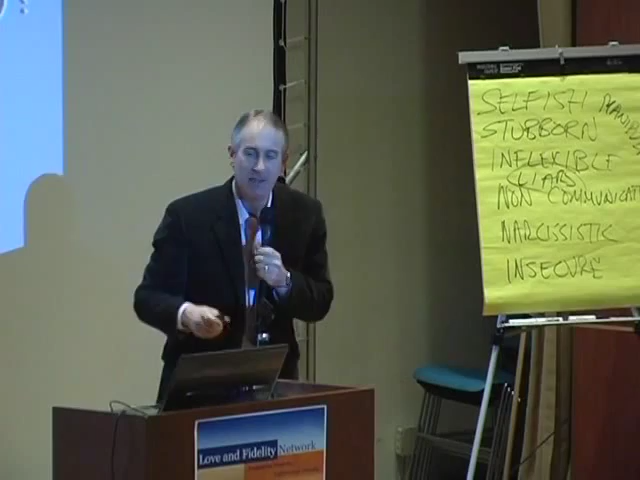 SELFISH
STUBBORN
INFLEXIBLE
LIARS
NON COMMUNICAT
NARCISSISTIC
INSECURE
Love and Fidelity Network